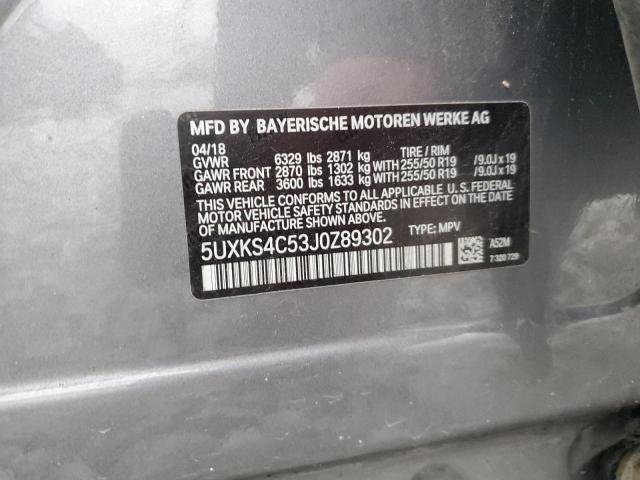 MFD BY BAYERISCHE MOTOREN WERKE AG
04/18 TIRE / RIM
GVWR 6329 lbs 2871 kg
GAWR FRONT 2870 lbs 1302 kg WITH 255/50 R19 /9.0J x 19
GAWR REAR 3600 lbs 1633 kg WITH 255/50 R19 /9.0J x 19
THIS VEHICLE CONFORMS TO ALL APPLICABLE U.S. FEDERAL
MOTOR VEHICLE SAFETY STANDARDS IN EFFECT ON THE DATE
OF MANUFACTURE SHOWN ABOVE.
5UXKS4C53J0Z89302 TYPE: MPV
A52M
7 320 729